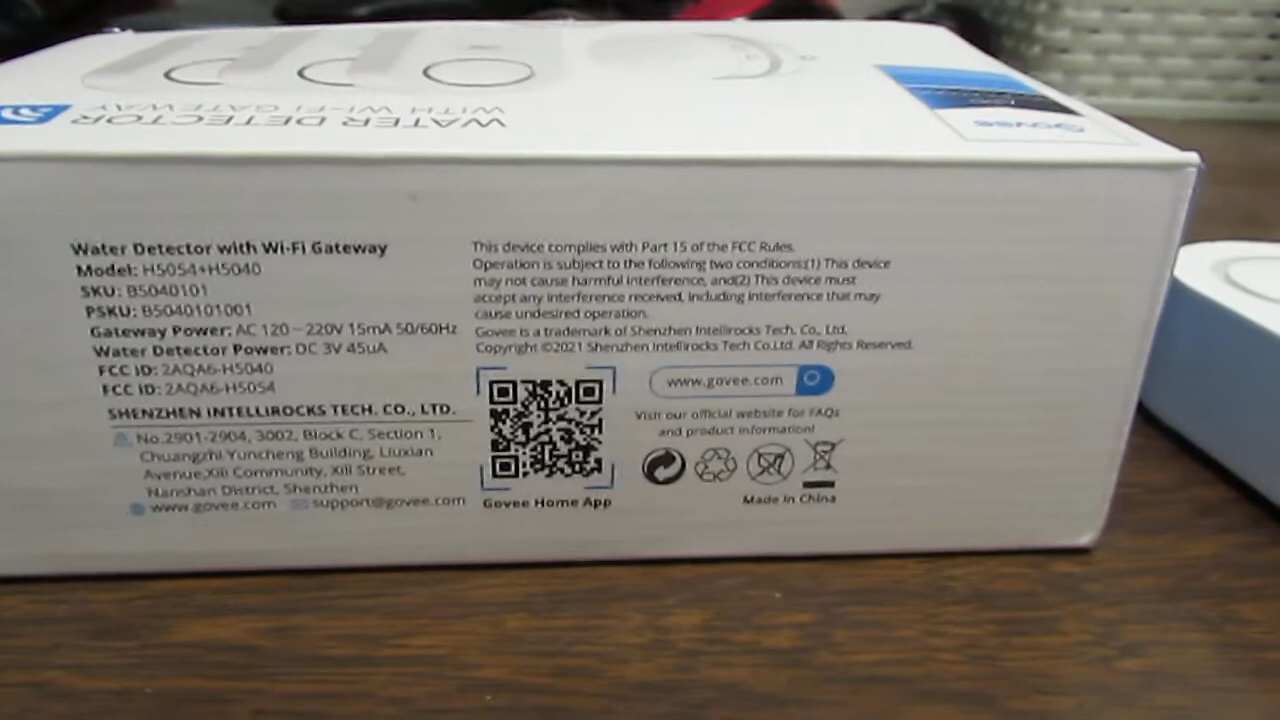 WATER DETECTOR
WITH WI-FI GATEWAY
Govee
Water Detector with Wi-Fi Gateway
Model: H5054+H5040
SKU: B5040101
PSKU: B5040101001
Gateway Power: AC 120~220V 15mA 50/60Hz
Water Detector Power: DC 3V 45uA
FCC ID: 2AQA6-H5040
FCC ID: 2AQA6-H5054
SHENZHEN INTELLIROCKS TECH. CO., LTD.
No.2901-2904, 3002, Block C, Section 1,
Chuangzhi Yuncheng Building, Liuxian
Avenue,Xili Community, Xili Street,
Nanshan District, Shenzhen
www.govee.com support@govee.com
This device complies with Part 15 of the FCC Rules.
Operation is subject to the following two conditions:(1) This device
may not cause harmful interference, and(2) This device must
accept any interference received, including interference that may
cause undesired operation.
Govee is a trademark of Shenzhen Intellirocks Tech. Co., Ltd.
Copyright ©2021 Shenzhen Intellirocks Tech Co.Ltd. All Rights Reserved.
Govee Home App
www.govee.com
Visit our official website for FAQs
and product information!
Made In China